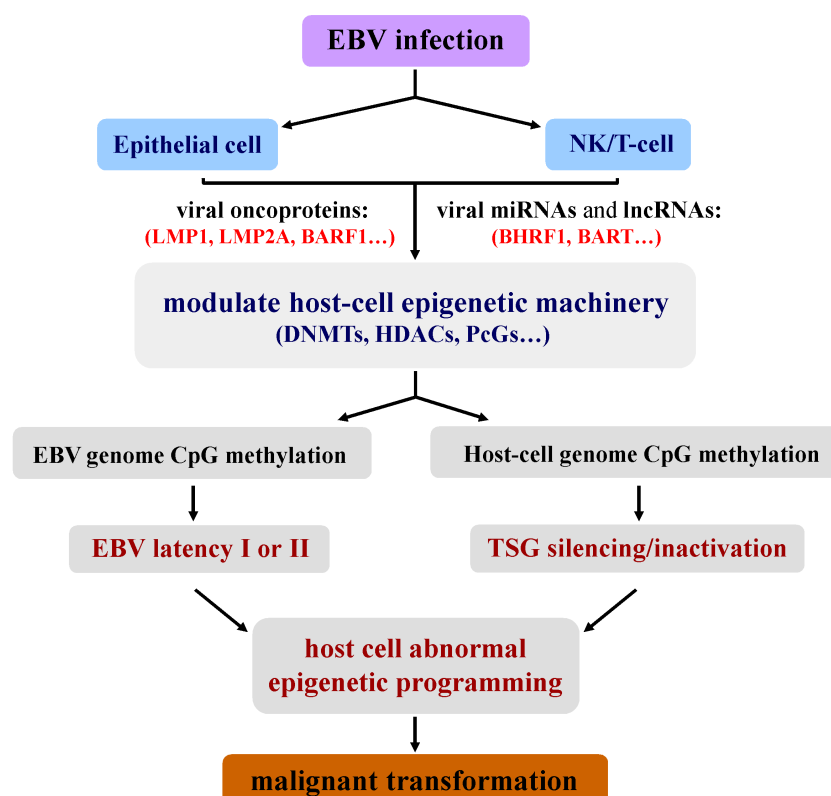 EBV infection
Epithelial cell
NK/T-cell
viral oncoproteins:
(LMP1, LMP2A, BARF1…)
viral miRNAs and lncRNAs:
(BHRF1, BART…)
modulate host-cell epigenetic machinery
(DNMTs, HDACs, PcGs…)
EBV genome CpG methylation
Host-cell genome CpG methylation
EBV latency I or II
TSG silencing/inactivation
host cell abnormal
epigenetic programming
malignant transformation